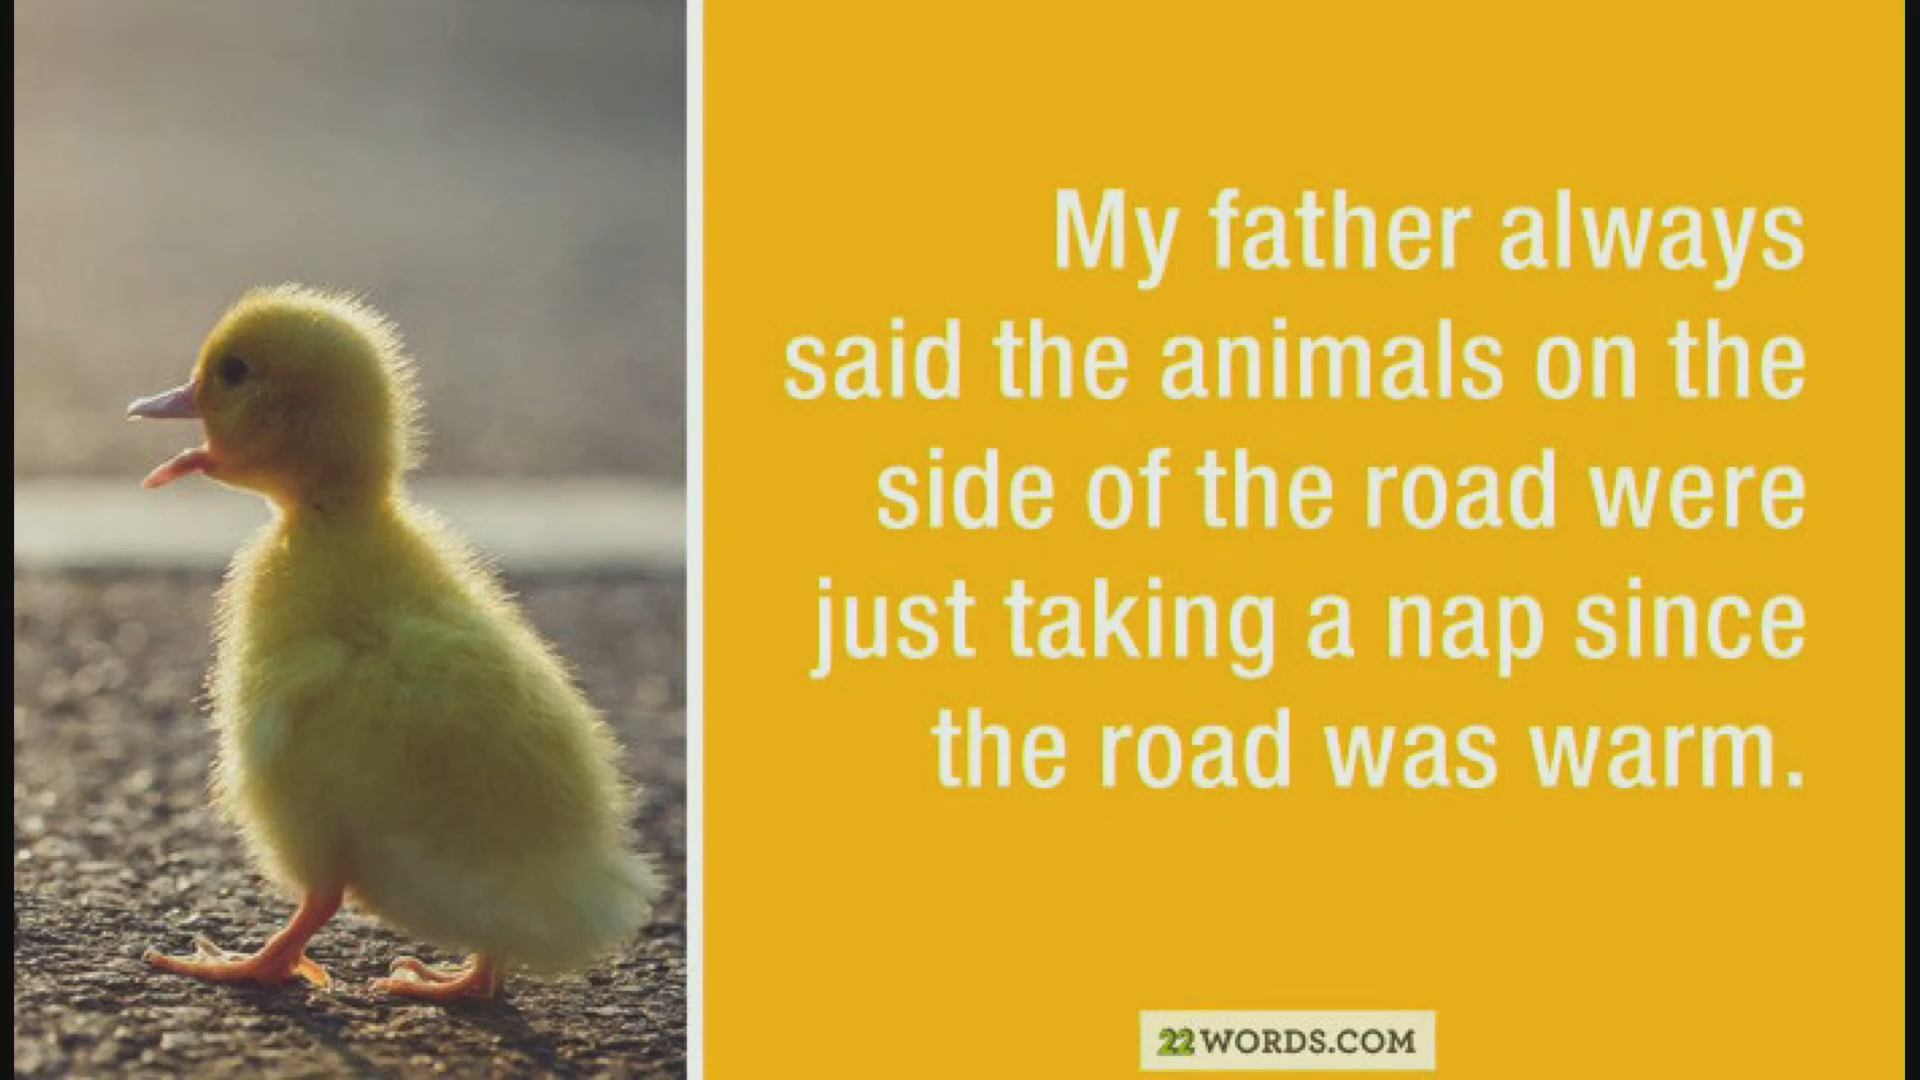 My father always
said the animals on the
side of the road were
just taking a nap since
the road was warm.
22WORDS.COM